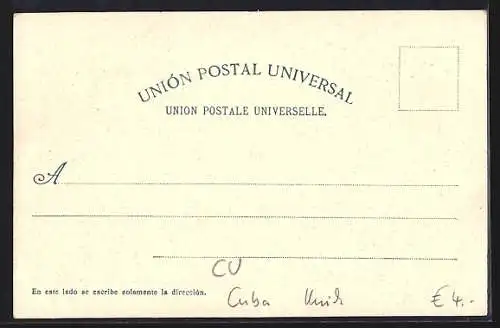 UNIÓN POSTAL UNIVERSAL
UNION POSTALE UNIVERSELLE.
A
En este lado se escribe solamente la dirección.
CU
Cuba
€ 4.-